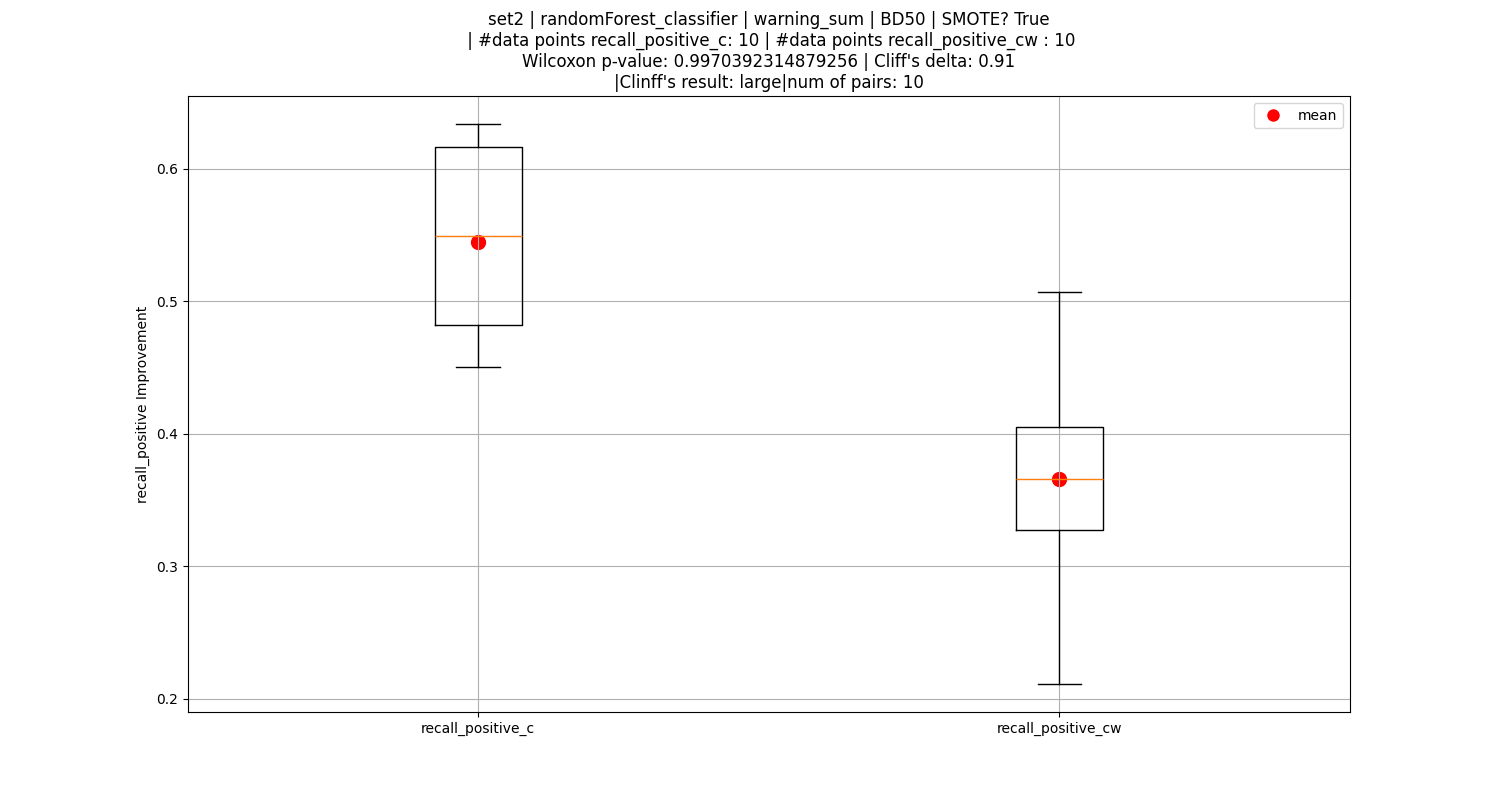 set2 | randomForest_classifier | warning_sum | BD50 | SMOTE? True
| #data points recall_positive_c: 10 | #data points recall_positive_cw : 10
Wilcoxon p-value: 0.9970392314879256 | Cliff's delta: 0.91
|Clinff's result: large|num of pairs: 10
mean
0.6
0.5
0.4
0.3
0.2
recall_positive Improvement
recall_positive_c
recall_positive_cw